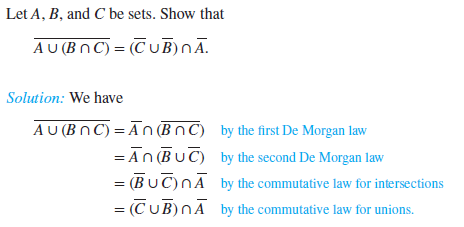 Let A, B, and C be sets. Show that
A̅ ̅∪̅ ̅(̅B̅ ̅∩̅ ̅C̅)̅ = (C̅ ∪ B̅) ∩ A̅.
Solution: We have
A̅ ̅∪̅ ̅(̅B̅ ̅∩̅ ̅C̅)̅ = A̅ ∩ (B̅ ̅∩̅ ̅C̅) by the first De Morgan law
= A̅ ∩ (B̅ ∪ C̅) by the second De Morgan law
= (B̅ ∪ C̅) ∩ A̅ by the commutative law for intersections
= (C̅ ∪ B̅) ∩ A̅ by the commutative law for unions.